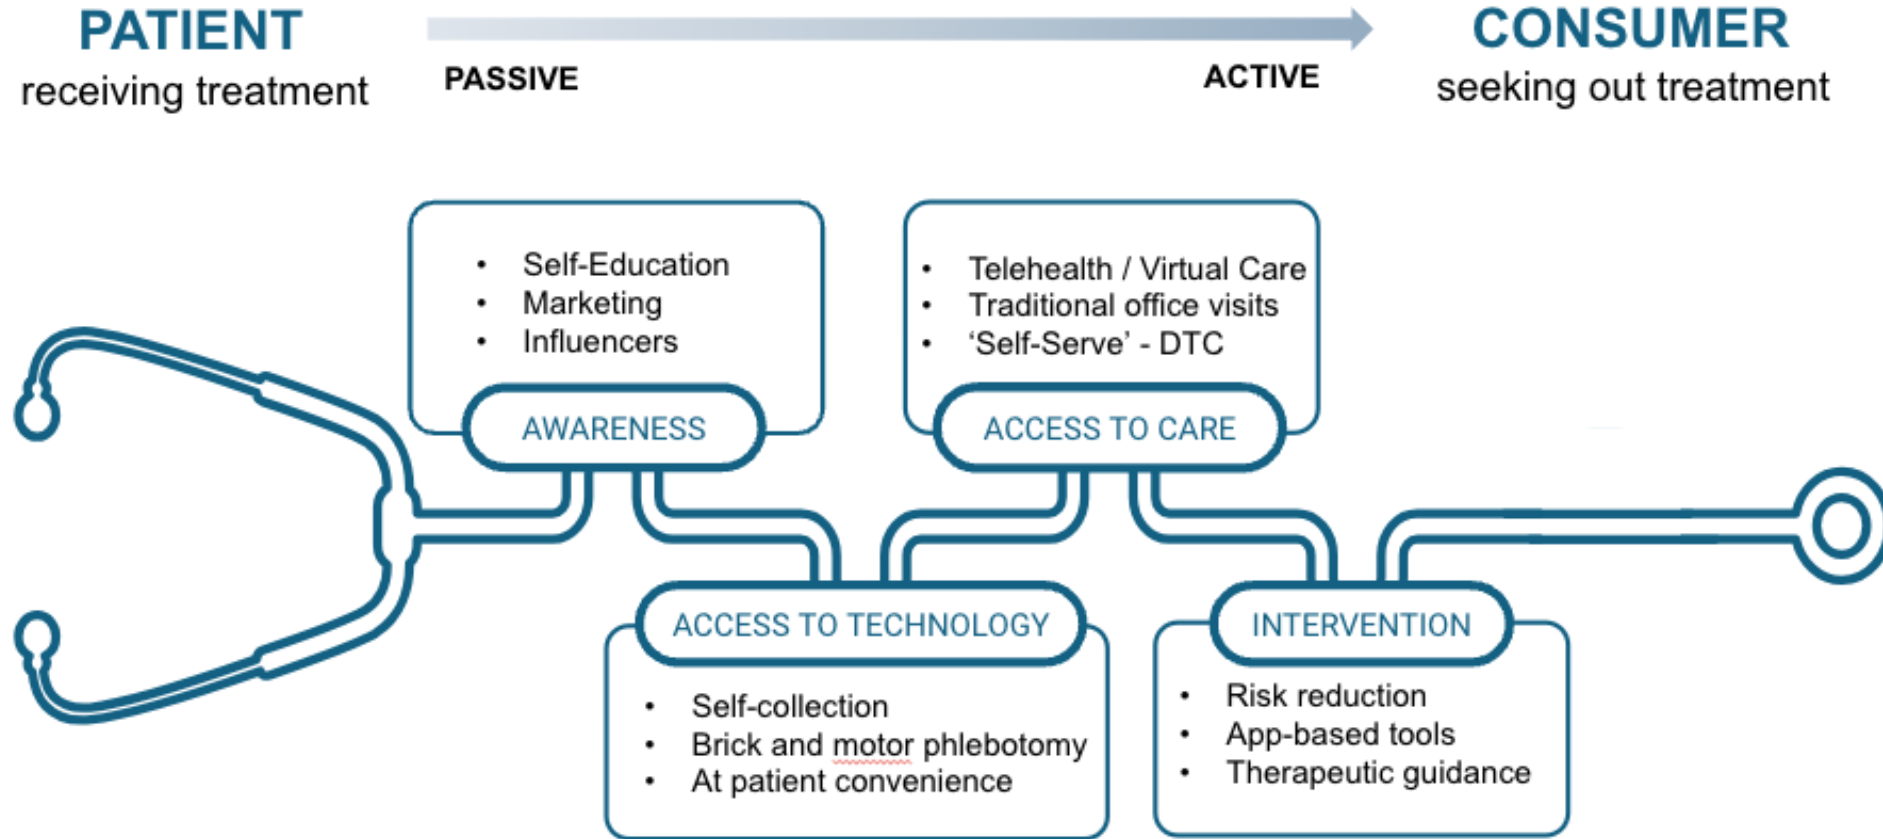 PATIENT
receiving treatment
PASSIVE
ACTIVE
CONSUMER
seeking out treatment
• Self-Education
• Marketing
• Influencers
AWARENESS
• Telehealth / Virtual Care
• Traditional office visits
• ‘Self-Serve’ - DTC
ACCESS TO CARE
ACCESS TO TECHNOLOGY
• Self-collection
• Brick and motor phlebotomy
• At patient convenience
INTERVENTION
• Risk reduction
• App-based tools
• Therapeutic guidance